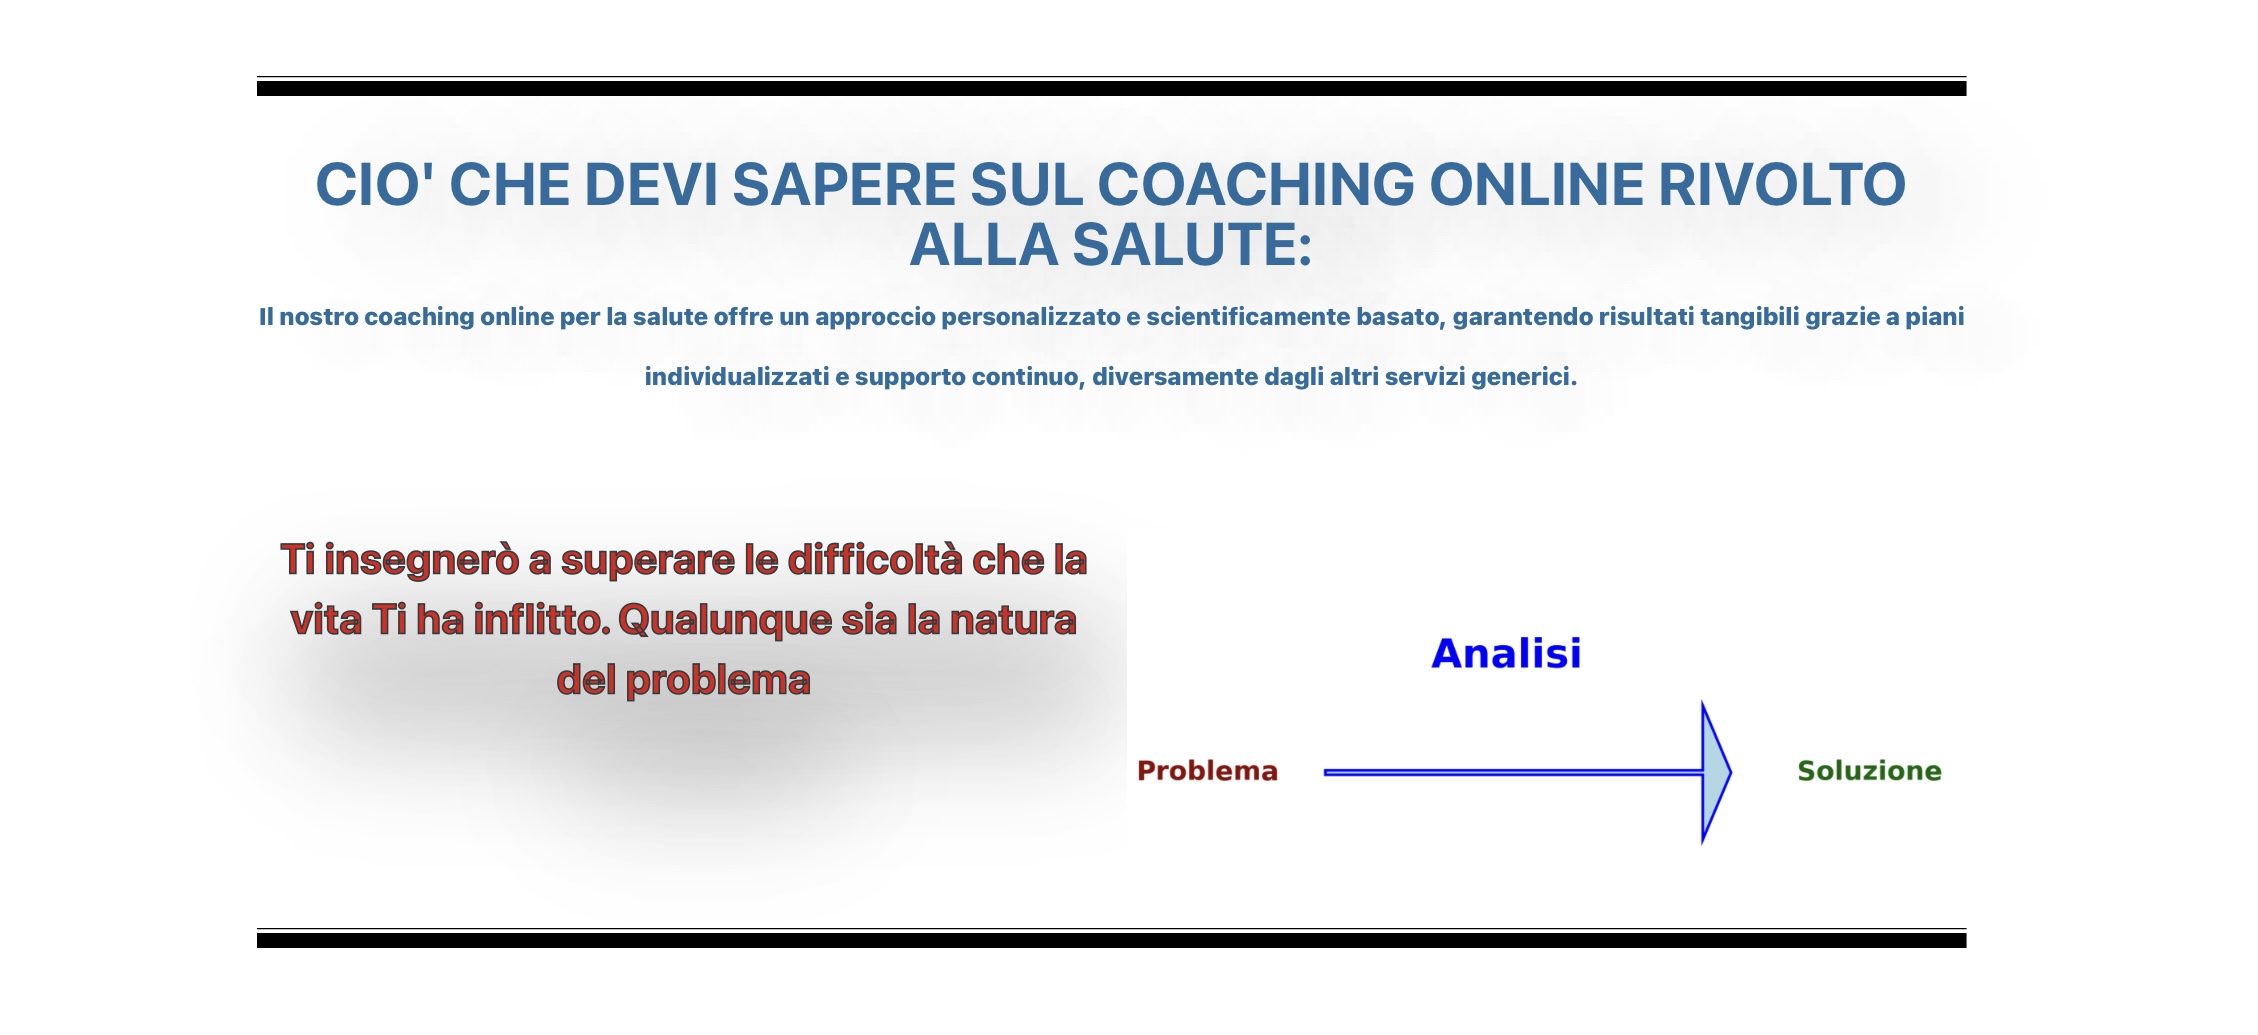 CIO' CHE DEVI SAPERE SUL COACHING ONLINE RIVOLTO
ALLA SALUTE:
Il nostro coaching online per la salute offre un approccio personalizzato e scientificamente basato, garantendo risultati tangibili grazie a piani
individualizzati e supporto continuo, diversamente dagli altri servizi generici.
Ti insegnerò a superare le difficoltà che la
vita Ti ha inflitto. Qualunque sia la natura
del problema
Analisi
Problema
Soluzione